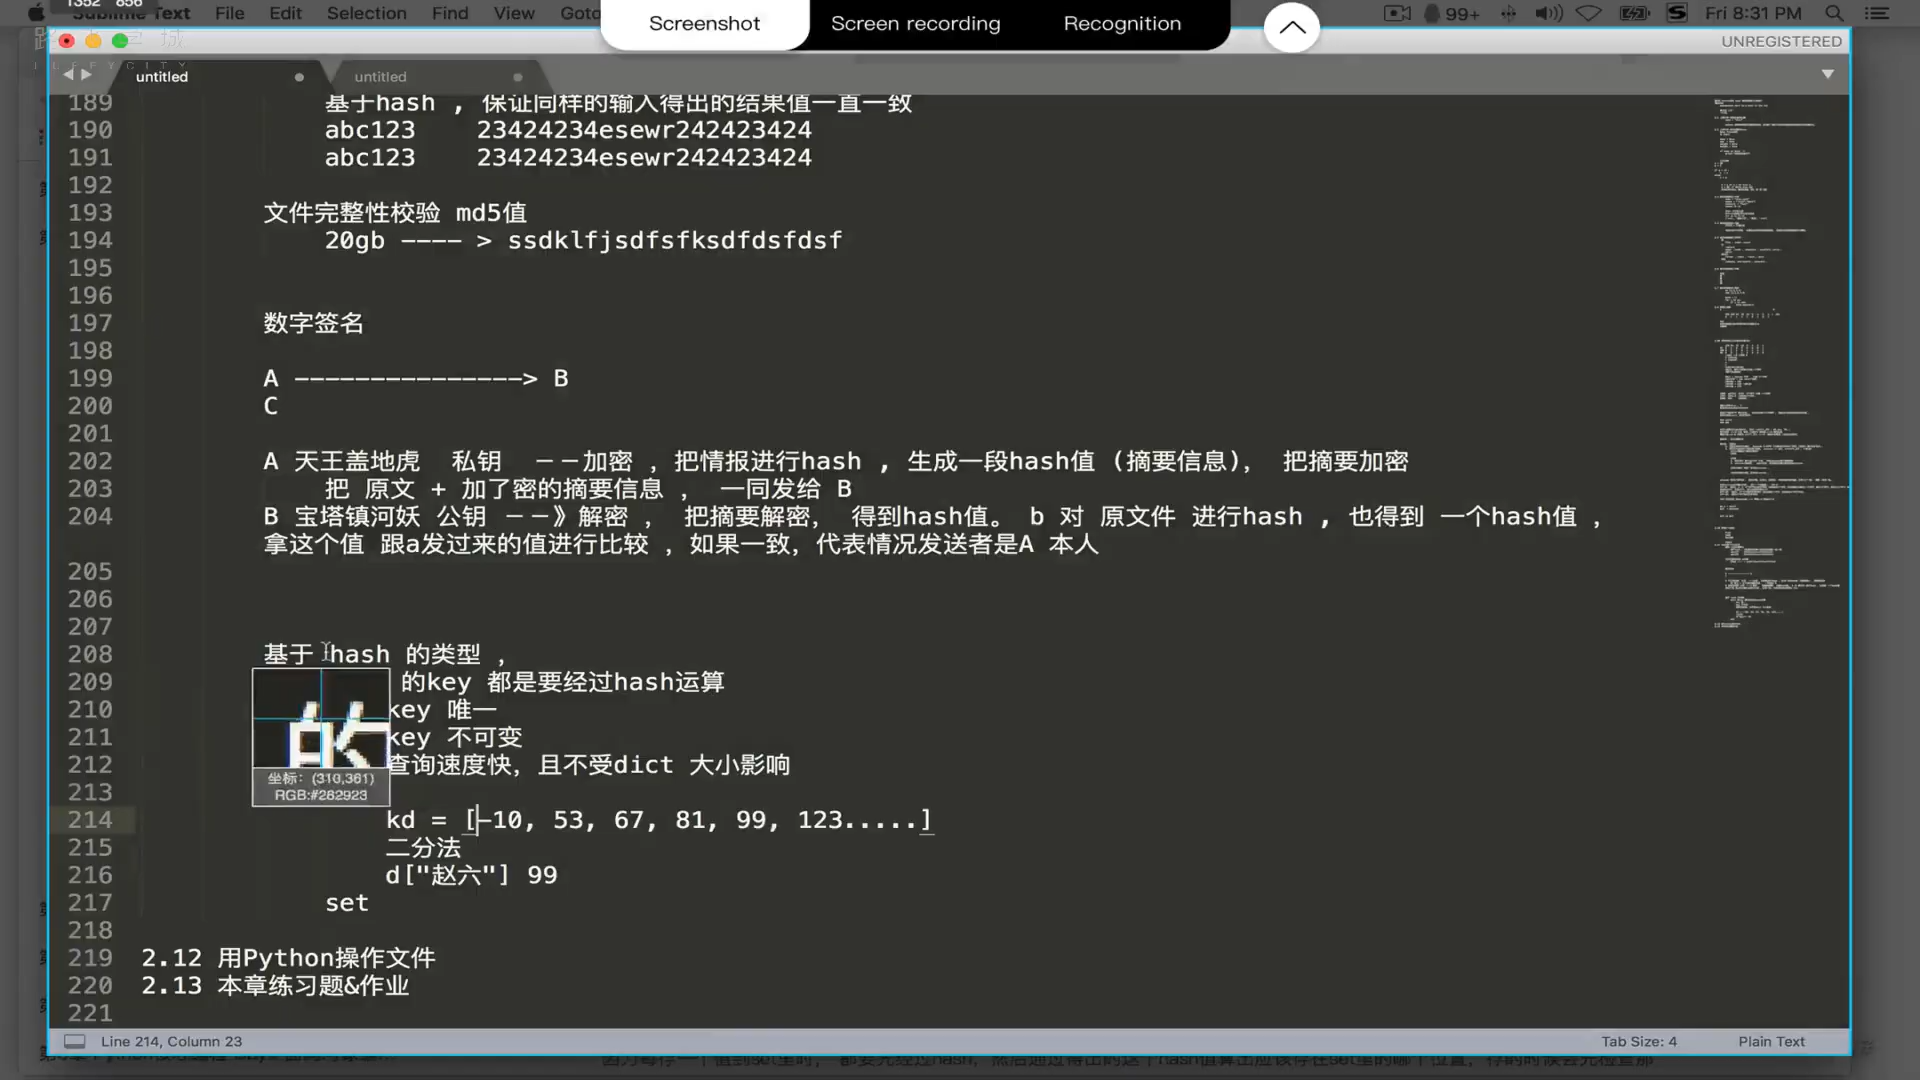 1352 856
Sublime Text File Edit Selection Find View Goto
Screenshot
Screen recording
Recognition
99+
Fri 8:31 PM
UNREGISTERED
untitled
untitled
189 基于hash , 保证同样的输入得出的结果值一直一致
190 abc123 23424234esewr242423424
191 abc123 23424234esewr242423424
192
193 文件完整性校验 md5值
194 20gb ---- > ssdklfjsdfsfksdfdsfdsf
195
196
197 数字签名
198
199 A ---------------> B
200 C
201
202 A 天王盖地虎 私钥 －－加密 ，把情报进行hash , 生成一段hash值 (摘要信息), 把摘要加密
203 把 原文 + 加了密的摘要信息 ， 一同发给 B
204 B 宝塔镇河妖 公钥 －－》解密 ， 把摘要解密， 得到hash值。 b 对 原文件 进行hash , 也得到 一个hash值 ，
拿这个值 跟a发过来的值进行比较 ，如果一致，代表情况发送者是A 本人
205
206
207
208 基于 hash 的类型 ，
209 的key 都是要经过hash运算
210 key 唯一
211 key 不可变
212 查询速度快，且不受dict 大小影响
213
214 kd = [-10, 53, 67, 81, 99, 123.....]
215 二分法
216 d["赵六"] 99
217 set
218
219 2.12 用Python操作文件
220 2.13 本章练习题&作业
221
的
坐标：(310,361)
RGB:#282923
Line 214, Column 23
Tab Size: 4
Plain Text